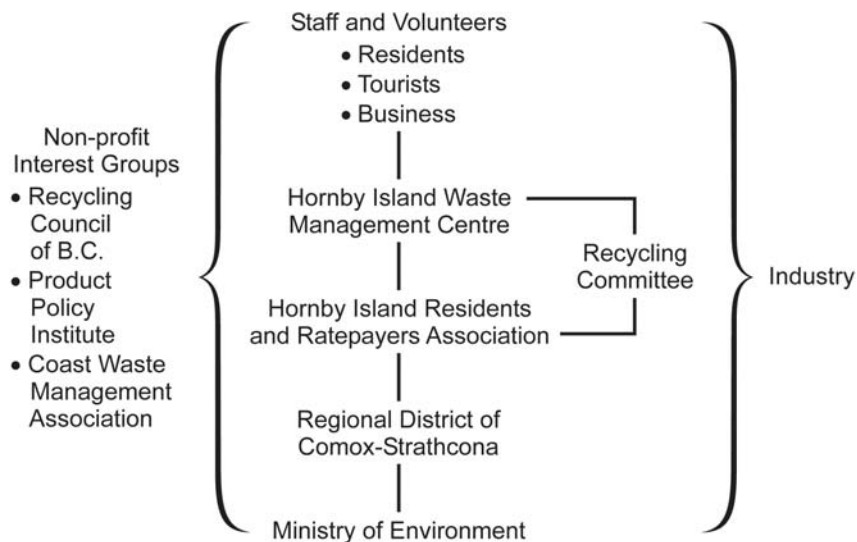 Staff and Volunteers
• Residents
• Tourists
• Business
Non-profit
Interest Groups
• Recycling
Council
of B.C.
• Product
Policy
Institute
• Coast Waste
Management
Association
Hornby Island Waste
Management Centre
Recycling
Committee
Hornby Island Residents
and Ratepayers Association
Regional District of
Comox-Strathcona
Ministry of Environment
Industry